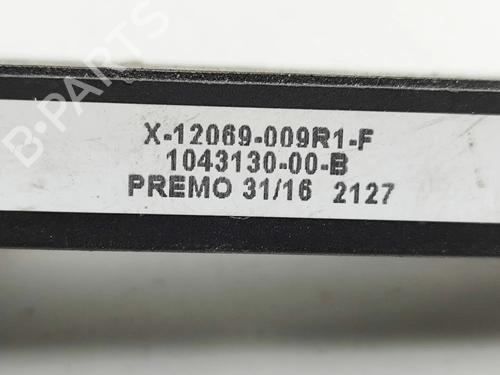 B-PARTS
X-12069-009R1-F
1043130-00-B
PREMO 31/16 2127